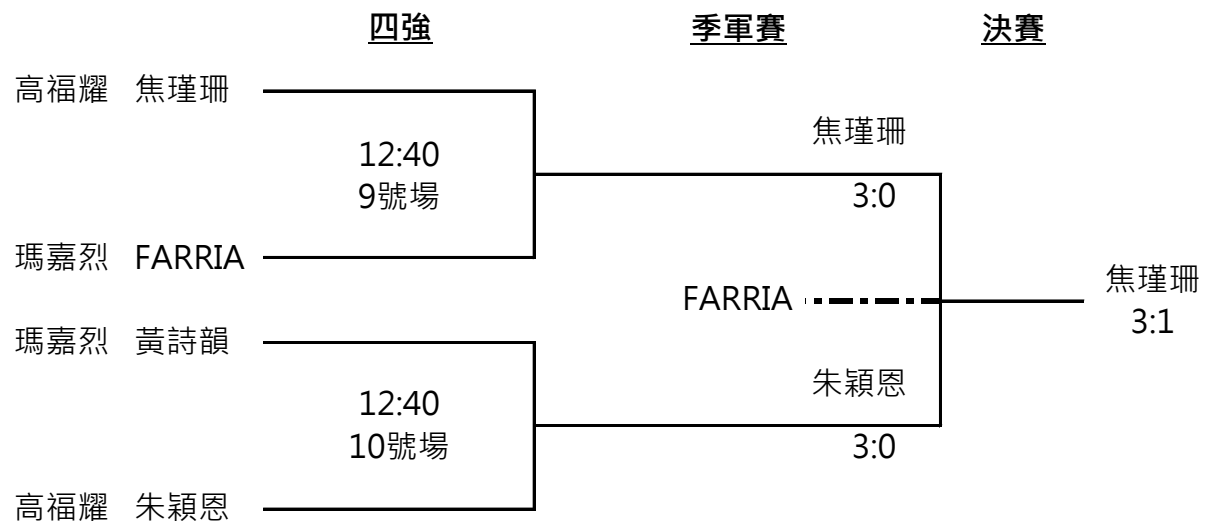 四強 季軍賽 決賽
高福耀 焦瑾珊
焦瑾珊
12:40
9號場
3:0
瑪嘉烈 FARRIA
焦瑾珊
FARRIA
3:1
瑪嘉烈 黃詩韻
朱穎恩
12:40
10號場
3:0
高福耀 朱穎恩